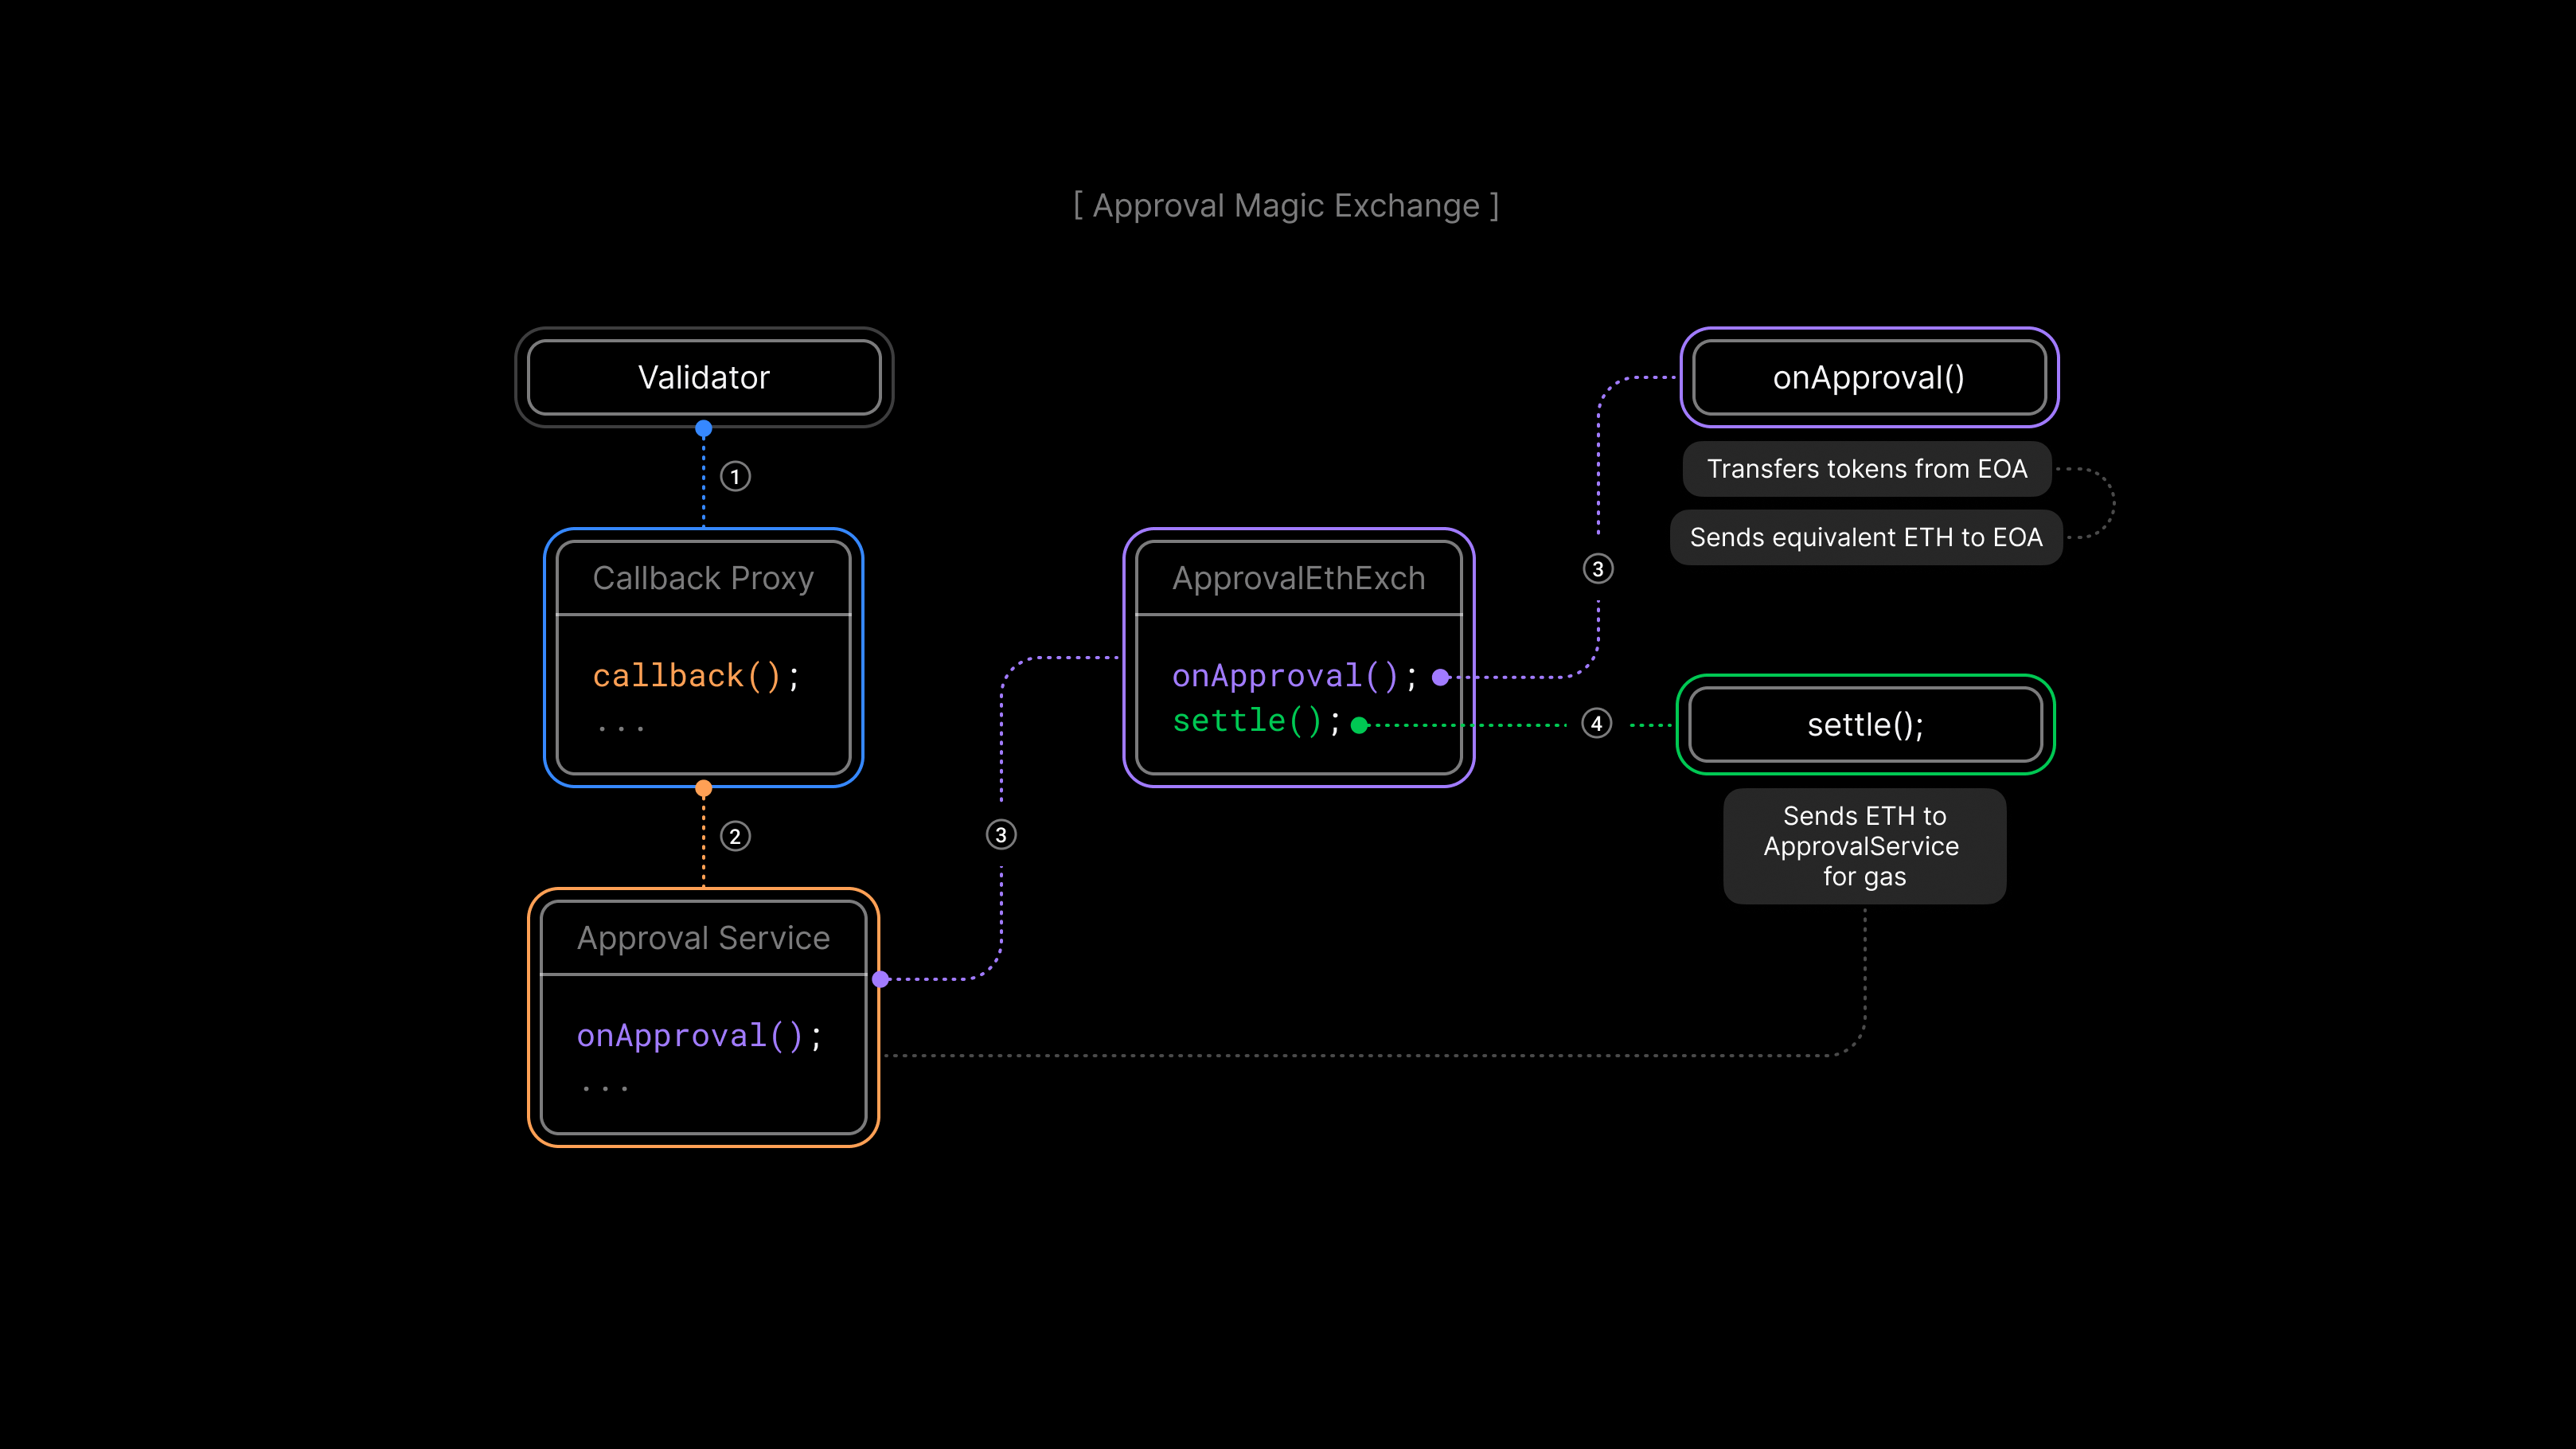 [ Approval Magic Exchange ]
Validator
1
Callback Proxy
callback();
...
2
Approval Service
onApproval();
...
3
ApprovalEthExch
onApproval();
settle();
3
onApproval()
Transfers tokens from EOA
Sends equivalent ETH to EOA
4
settle();
Sends ETH to
ApprovalService
for gas